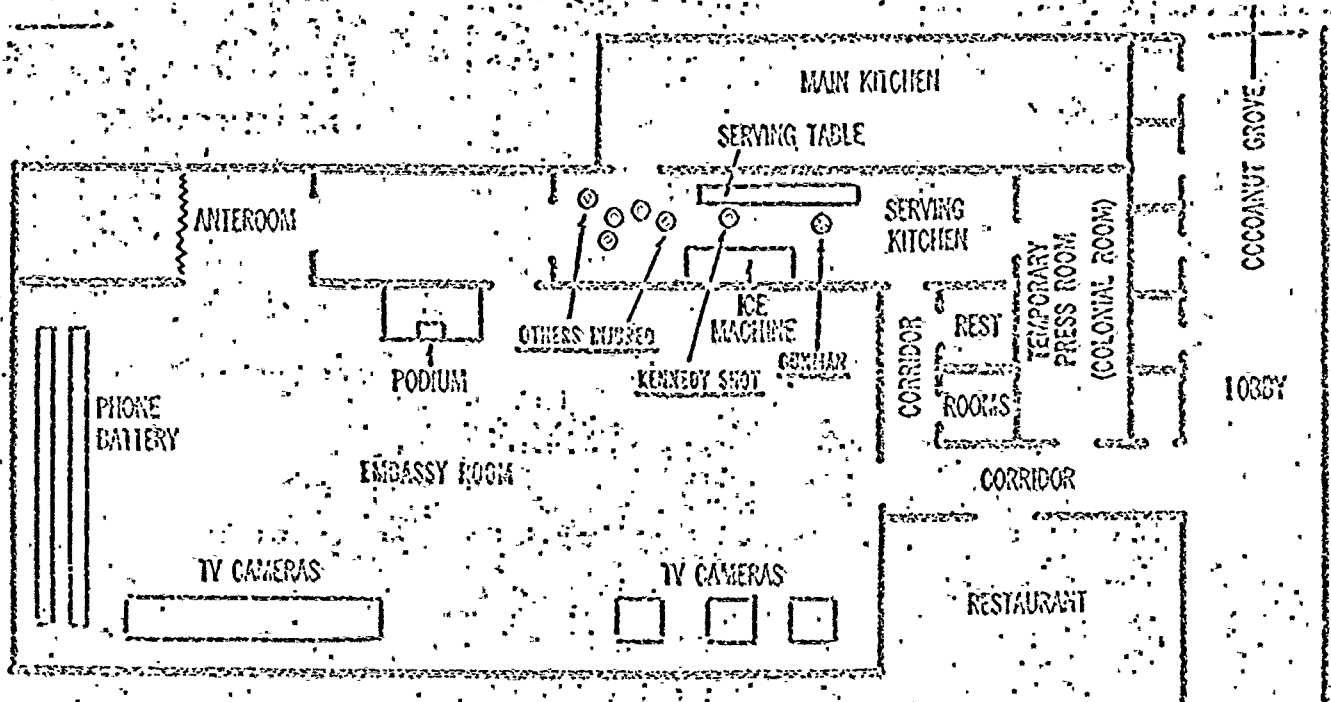 MAIN KITCHEN
SERVING TABLE
ANTEROOM
SERVING
KITCHEN
TEMPORARY
PRESS ROOM
(COLONIAL ROOM)
COCOANUT GROVE
OTHERS INJURED
ICE
MACHINE
KENNEDY SHOT
GUNMAN
CORRIDOR
REST
ROOMS
PODIUM
PHONE
BATTERY
LOBBY
EMBASSY ROOM
CORRIDOR
TV CAMERAS
TV CAMERAS
RESTAURANT